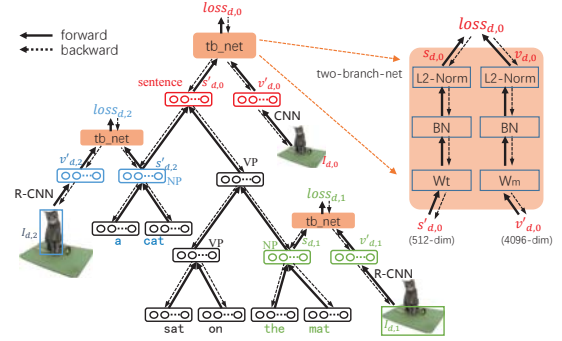 forward
backward
loss_{d,0}
tb_net
sentence s'_{d,0} v'_{d,0}
CNN
I_{d,0}
loss_{d,2}
tb_net
v'_{d,2} s'_{d,2}
NP
R-CNN
I_{d,2}
a cat
VP
VP
loss_{d,1}
tb_net
NP s_{d,1} v'_{d,1}
R-CNN
I_{d,1}
sat on the mat
two-branch-net
loss_{d,0}
s_{d,0} v_{d,0}
L2-Norm L2-Norm
BN BN
Wt Wm
s'_{d,0} v'_{d,0}
(512-dim) (4096-dim)